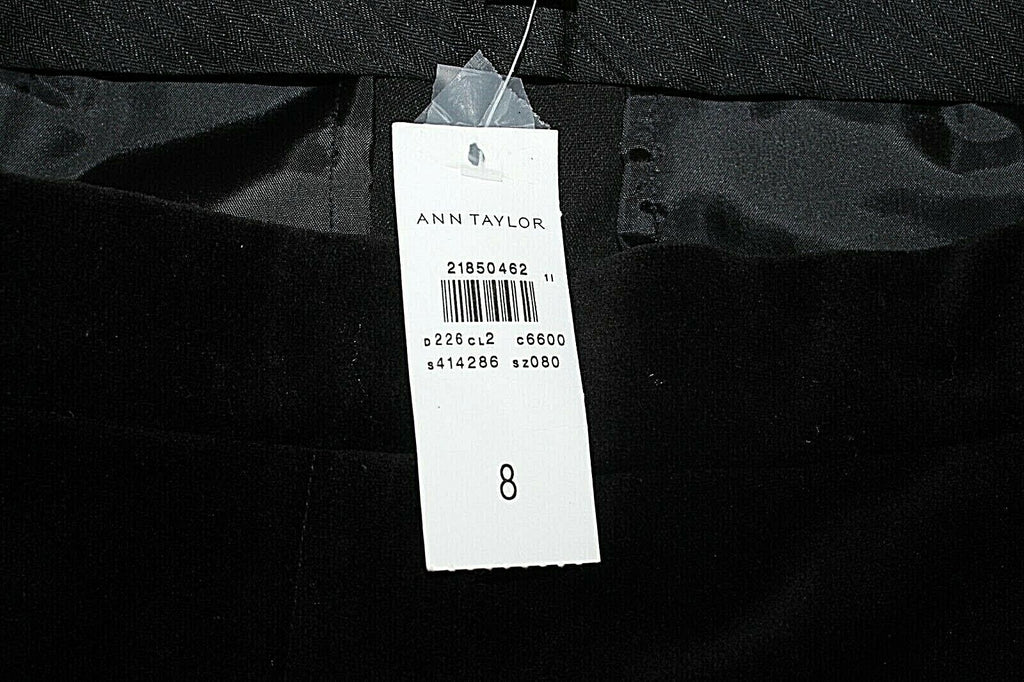 ANN TAYLOR
21850462 11
D226 CL2 C6600
S414286 SZ080
8